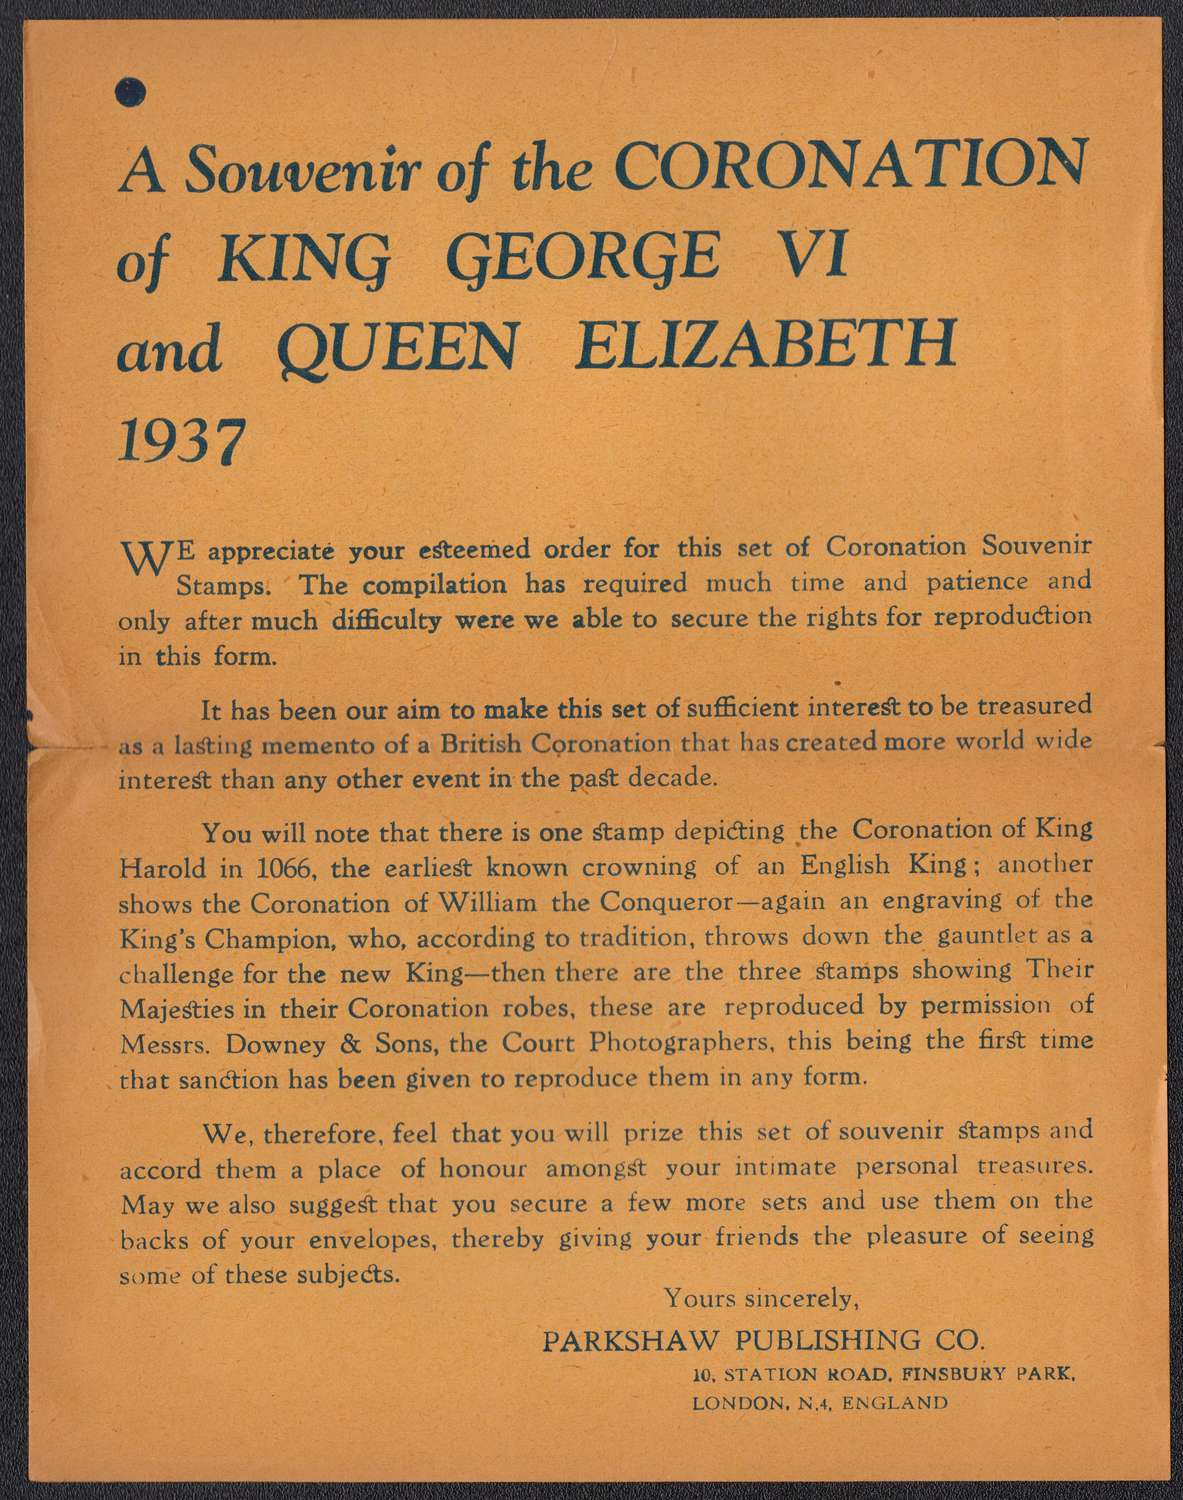 A Souvenir of the CORONATION
of KING GEORGE VI
and QUEEN ELIZABETH
1937
WE appreciate your esteemed order for this set of Coronation Souvenir
Stamps. The compilation has required much time and patience and
only after much difficulty were we able to secure the rights for reproduction
in this form.
It has been our aim to make this set of sufficient interest to be treasured
as a lasting memento of a British Coronation that has created more world wide
interest than any other event in the past decade.
You will note that there is one stamp depicting the Coronation of King
Harold in 1066, the earliest known crowning of an English King; another
shows the Coronation of William the Conqueror—again an engraving of the
King's Champion, who, according to tradition, throws down the gauntlet as a
challenge for the new King—then there are the three stamps showing Their
Majesties in their Coronation robes, these are reproduced by permission of
Messrs. Downey & Sons, the Court Photographers, this being the first time
that sanction has been given to reproduce them in any form.
We, therefore, feel that you will prize this set of souvenir stamps and
accord them a place of honour amongst your intimate personal treasures.
May we also suggest that you secure a few more sets and use them on the
backs of your envelopes, thereby giving your friends the pleasure of seeing
some of these subjects.
Yours sincerely,
PARKSHAW PUBLISHING CO.
10, STATION ROAD, FINSBURY PARK,
LONDON, N.4, ENGLAND